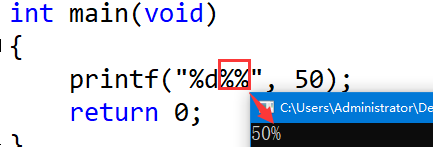 int main(void)
{
printf("%d%%", 50);
return 0;
}
C:\Users\Administrator\De
50%